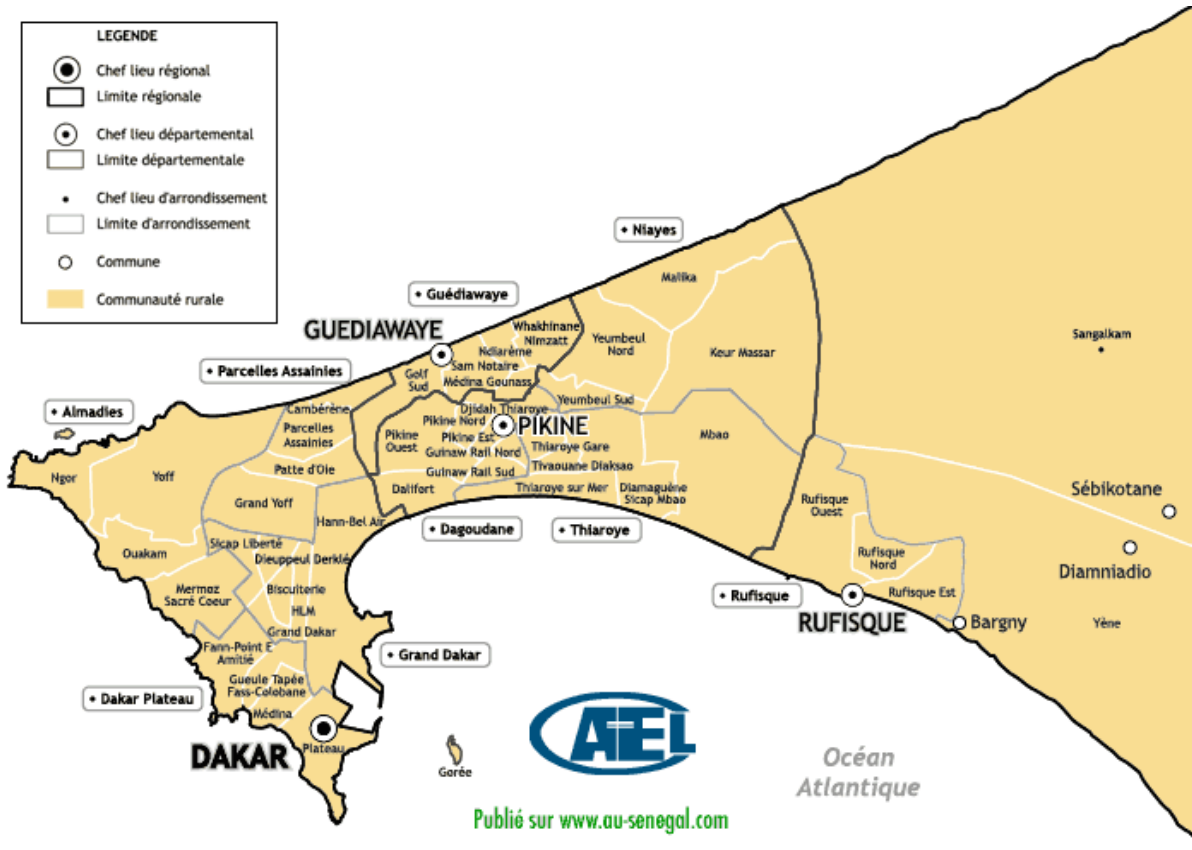 LEGENDE
Chef lieu régional
Limite régionale
Chef lieu départemental
Limite départementale
Chef lieu d'arrondissement
Limite d'arrondissement
Commune
Communauté rurale
Niayes
Malika
Guédiawaye
GUEDIAWAYE
Whakhinane
Nimzatt
Yeumbeul
Nord
Keur Massar
Sangalkam
Ndiarème
Sam Notaire
Golf
Sud
Médina Gounass
Parcelles Assainies
Almadies
Cambérène
Parcelles
Assainies
Yeumbeul Sud
Djidah Thiaroye
Pikine Nord
PIKINE
Pikine
Ouest
Pikine Est
Guinaw Rail Nord
Thiaroye Gare
Mbao
Ngor
Yoff
Patte d'Oie
Guinaw Rail Sud
Tivaouane Diaksao
Dalifort
Thiaroye sur Mer
Diamaguène
Sicap Mbao
Grand Yoff
Hann-Bel Air
Rufisque
Ouest
Sébikotane
Dagoudane
Thiaroye
Ouakam
Sicap Liberté
Dieuppeul Derklé
Rufisque
Nord
Diamniadio
Mermoz
Sacré Coeur
Biscuiterie
HLM
Rufisque
Rufisque Est
RUFISQUE
Bargny
Yène
Grand Dakar
Fann-Point E
Amitié
Grand Dakar
Gueule Tapée
Fass-Colobane
Dakar Plateau
Médina
DAKAR
Plateau
Gorée
ATEL
Océan
Atlantique
Publié sur www.au-senegal.com